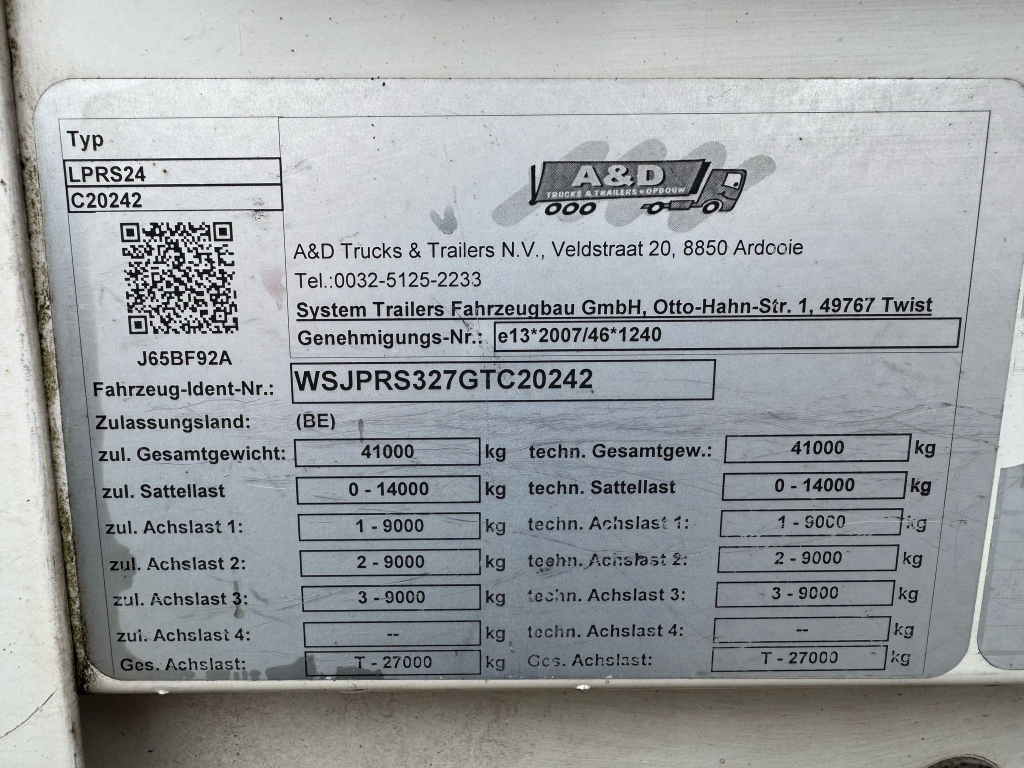 Typ
LPRS24
C20242
J65BF92A
A&D
TRUCKS & TRAILERS • OPBOUW
A&D Trucks & Trailers N.V., Veldstraat 20, 8850 Ardooie
Tel.:0032-5125-2233
System Trailers Fahrzeugbau GmbH, Otto-Hahn-Str. 1, 49767 Twist
Genehmigungs-Nr.: e13*2007/46*1240
Fahrzeug-Ident-Nr.: WSJPRS327GTC20242
Zulassungsland: (BE)
zul. Gesamtgewicht: 41000 kg techn. Gesamtgew.: 41000 kg
zul. Sattellast 0 - 14000 kg techn. Sattellast 0 - 14000 kg
zul. Achslast 1: 1 - 9000 kg techn. Achslast 1: 1 - 9000 kg
zul. Achslast 2: 2 - 9000 kg techn. Achslast 2: 2 - 9000 kg
zul. Achslast 3: 3 - 9000 kg techn. Achslast 3: 3 - 9000 kg
zul. Achslast 4: -- kg techn. Achslast 4: -- kg
Ges. Achslast: T - 27000 kg Ges. Achslast: T - 27000 kg